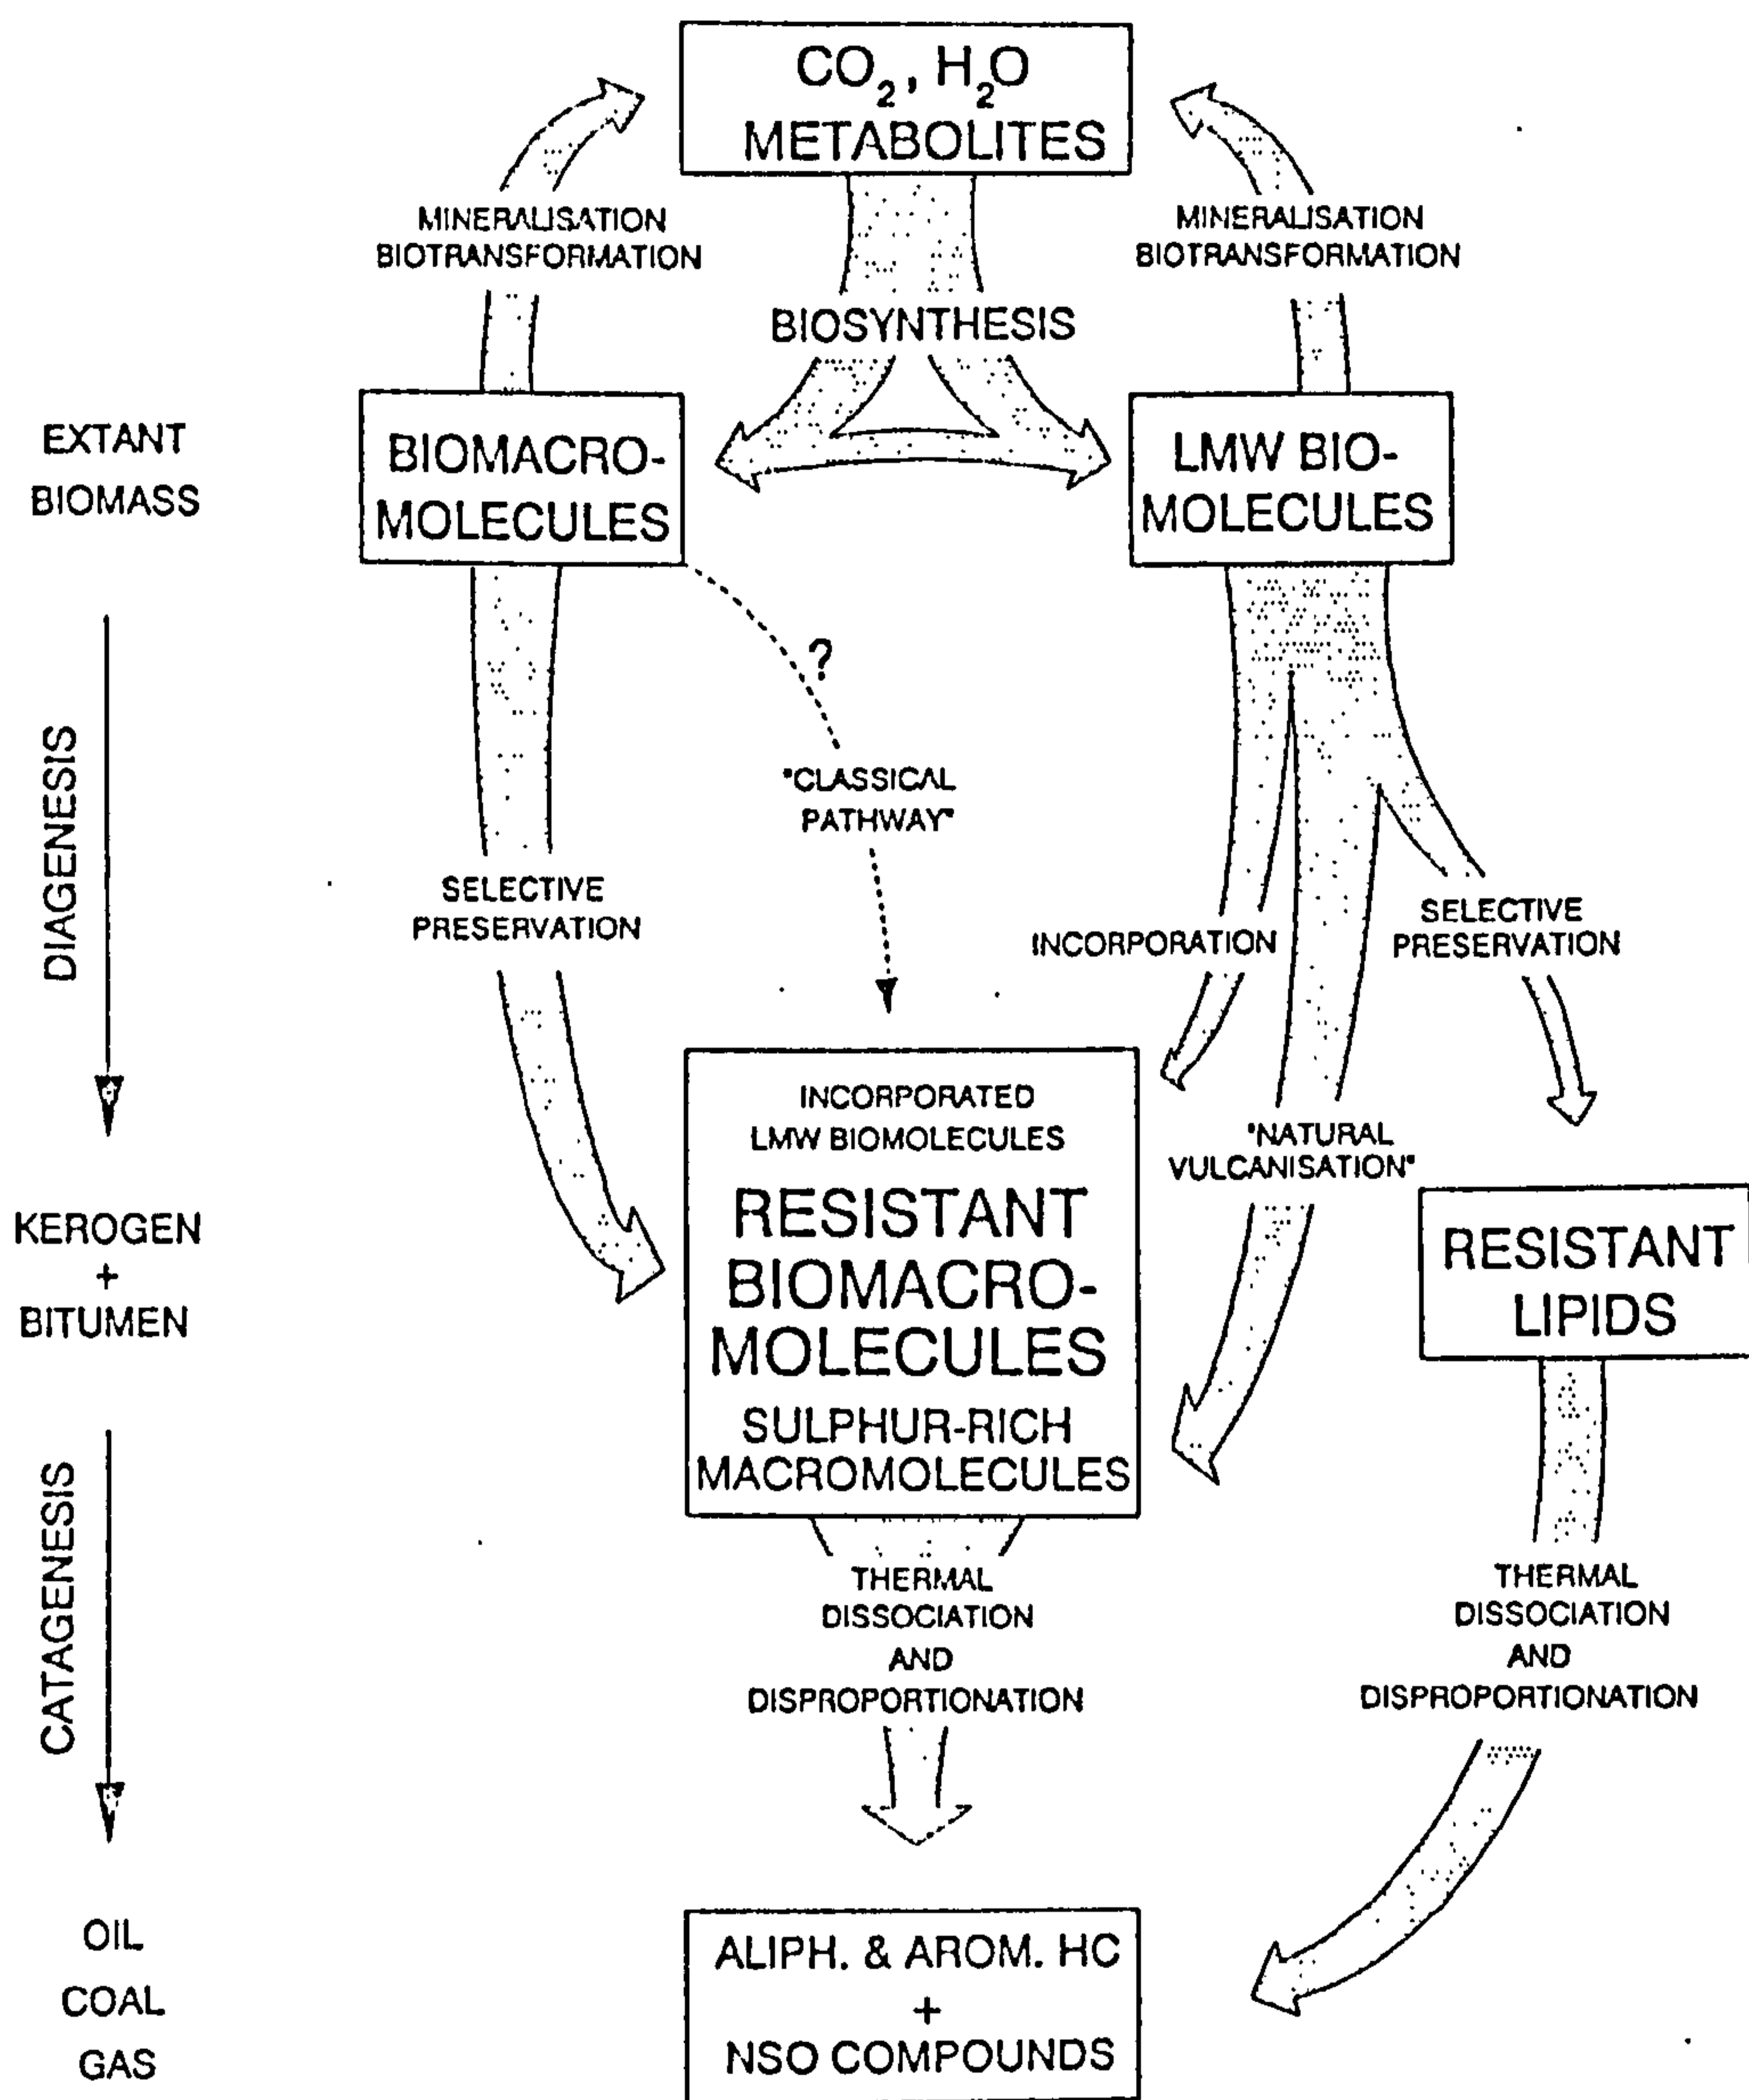 CO₂, H₂O
METABOLITES
MINERALISATION
BIOTRANSFORMATION
MINERALISATION
BIOTRANSFORMATION
BIOSYNTHESIS
EXTANT
BIOMASS
BIOMACRO-
MOLECULES
LMW BIO-
MOLECULES
?
"CLASSICAL
PATHWAY"
DIAGENESIS
SELECTIVE
PRESERVATION
INCORPORATION
SELECTIVE
PRESERVATION
INCORPORATED
LMW BIOMOLECULES
RESISTANT
BIOMACRO-
MOLECULES
SULPHUR-RICH
MACROMOLECULES
"NATURAL
VULCANISATION"
KEROGEN
+
BITUMEN
RESISTANT
LIPIDS
CATAGENESIS
THERMAL
DISSOCIATION
AND
DISPROPORTIONATION
THERMAL
DISSOCIATION
AND
DISPROPORTIONATION
OIL
COAL
GAS
ALIPH. & AROM. HC
+
NSO COMPOUNDS